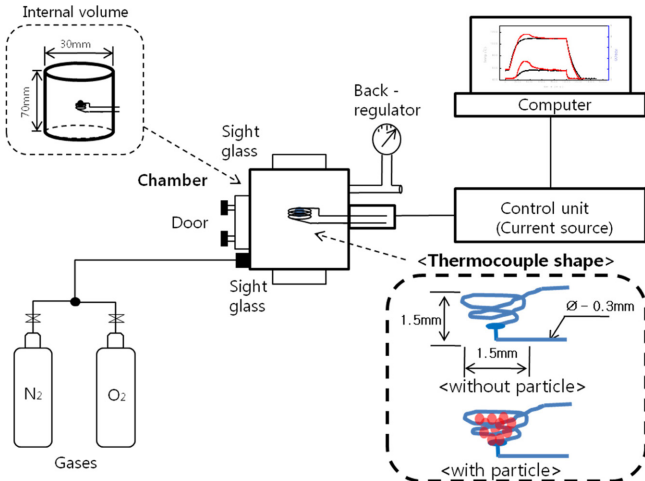 Internal volume
30mm
70mm
Sight
glass
Back -
regulator
Computer
Chamber
Door
Control unit
(Current source)
<Thermocouple shape>
Sight
glass
1.5mm
Ø – 0.3mm
1.5mm
<without particle>
N2
O2
Gases
<with particle>